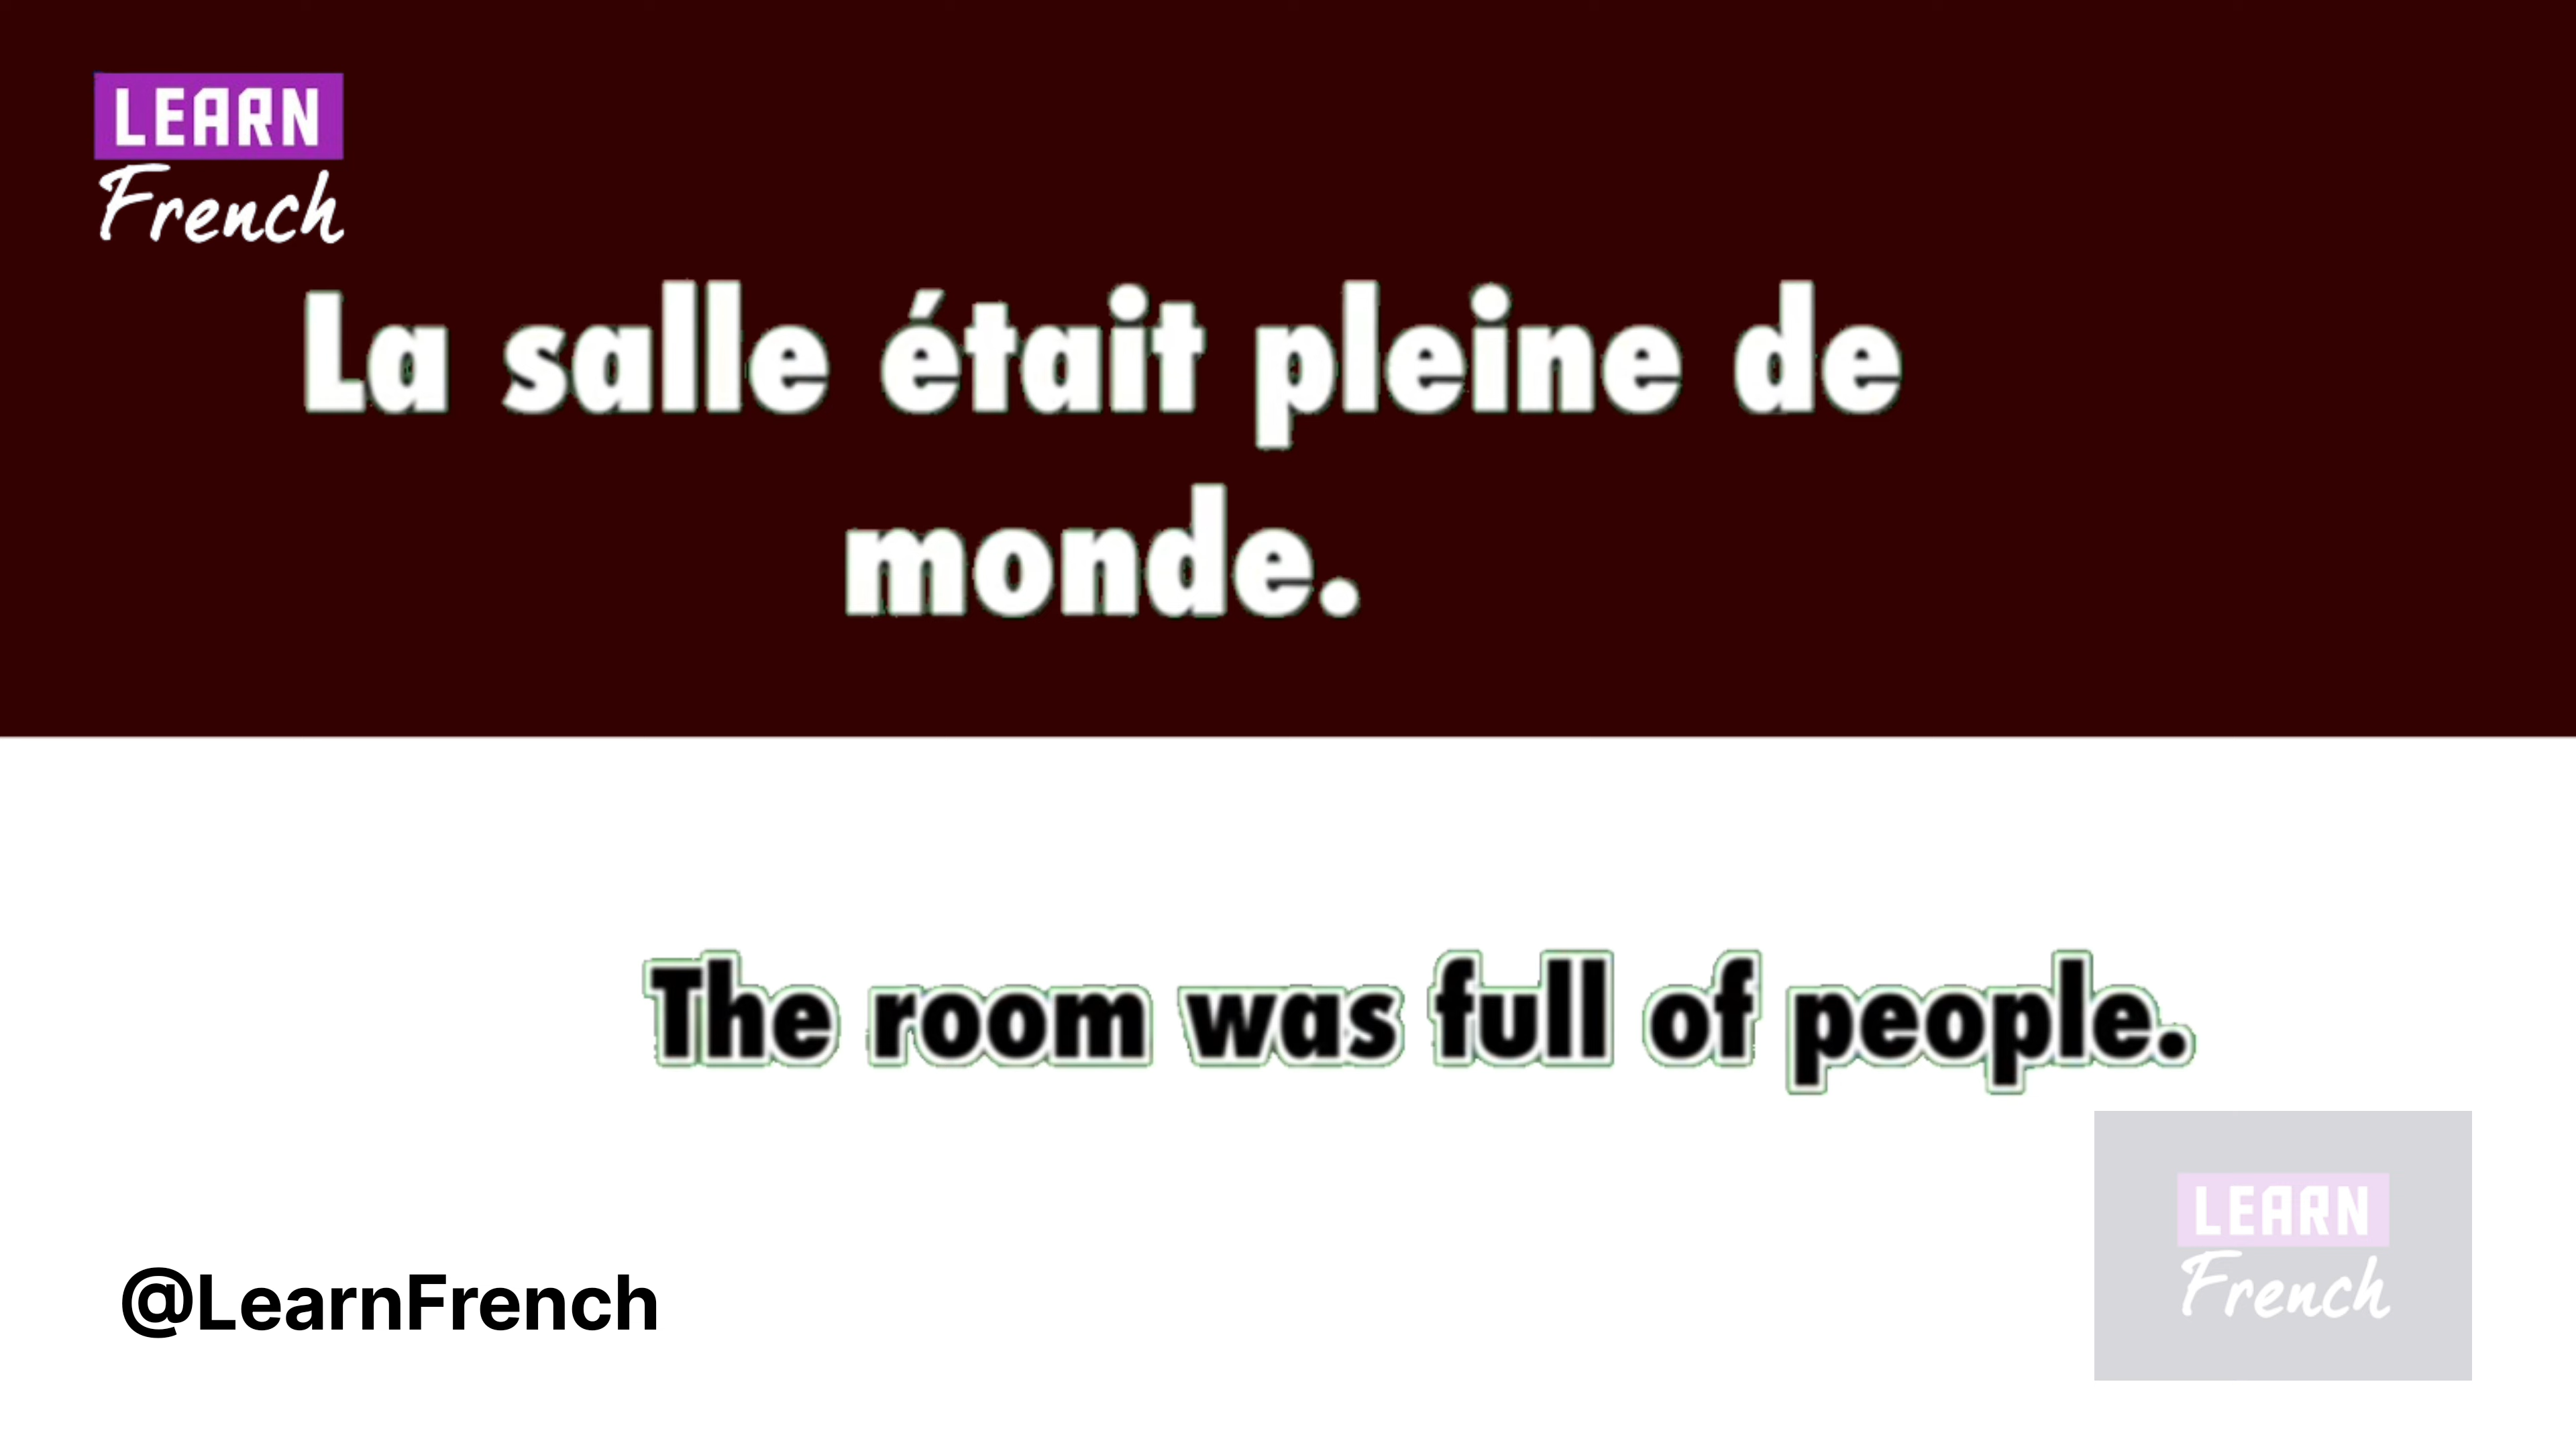 LEARN
French
La salle était pleine de
monde.
The room was full of people.
LEARN
French
@LearnFrench